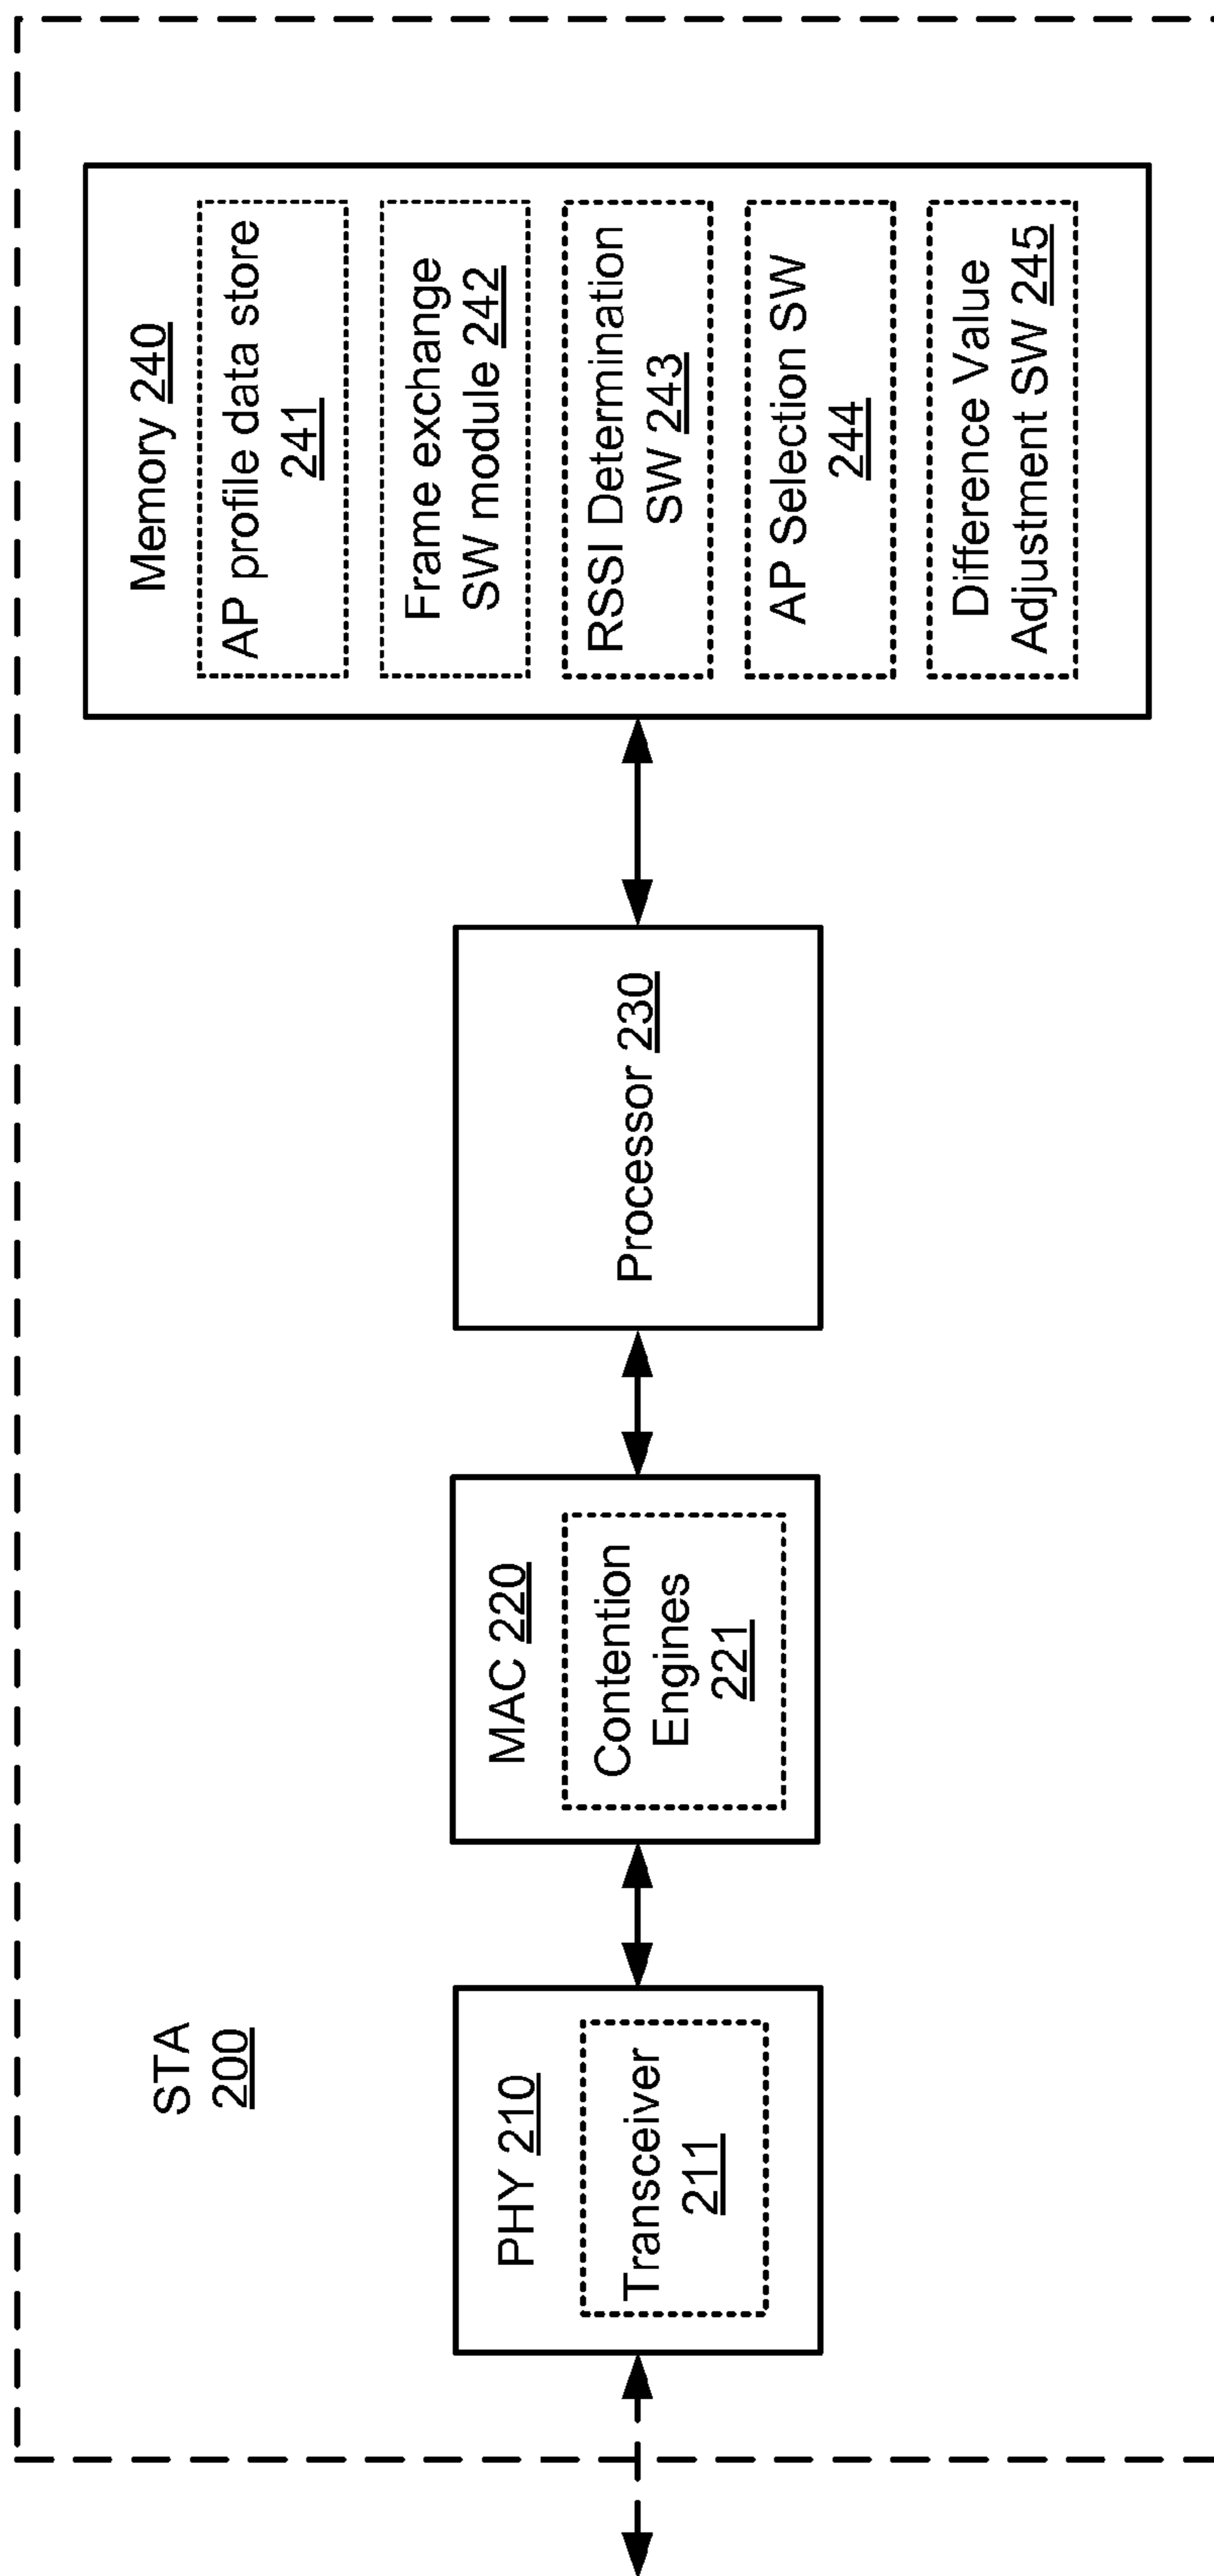 STA
200
PHY 210
Transceiver
211
MAC 220
Contention
Engines
221
Processor 230
Memory 240
AP profile data store
241
Frame exchange
SW module 242
RSSI Determination
SW 243
AP Selection SW
244
Difference Value
Adjustment SW 245